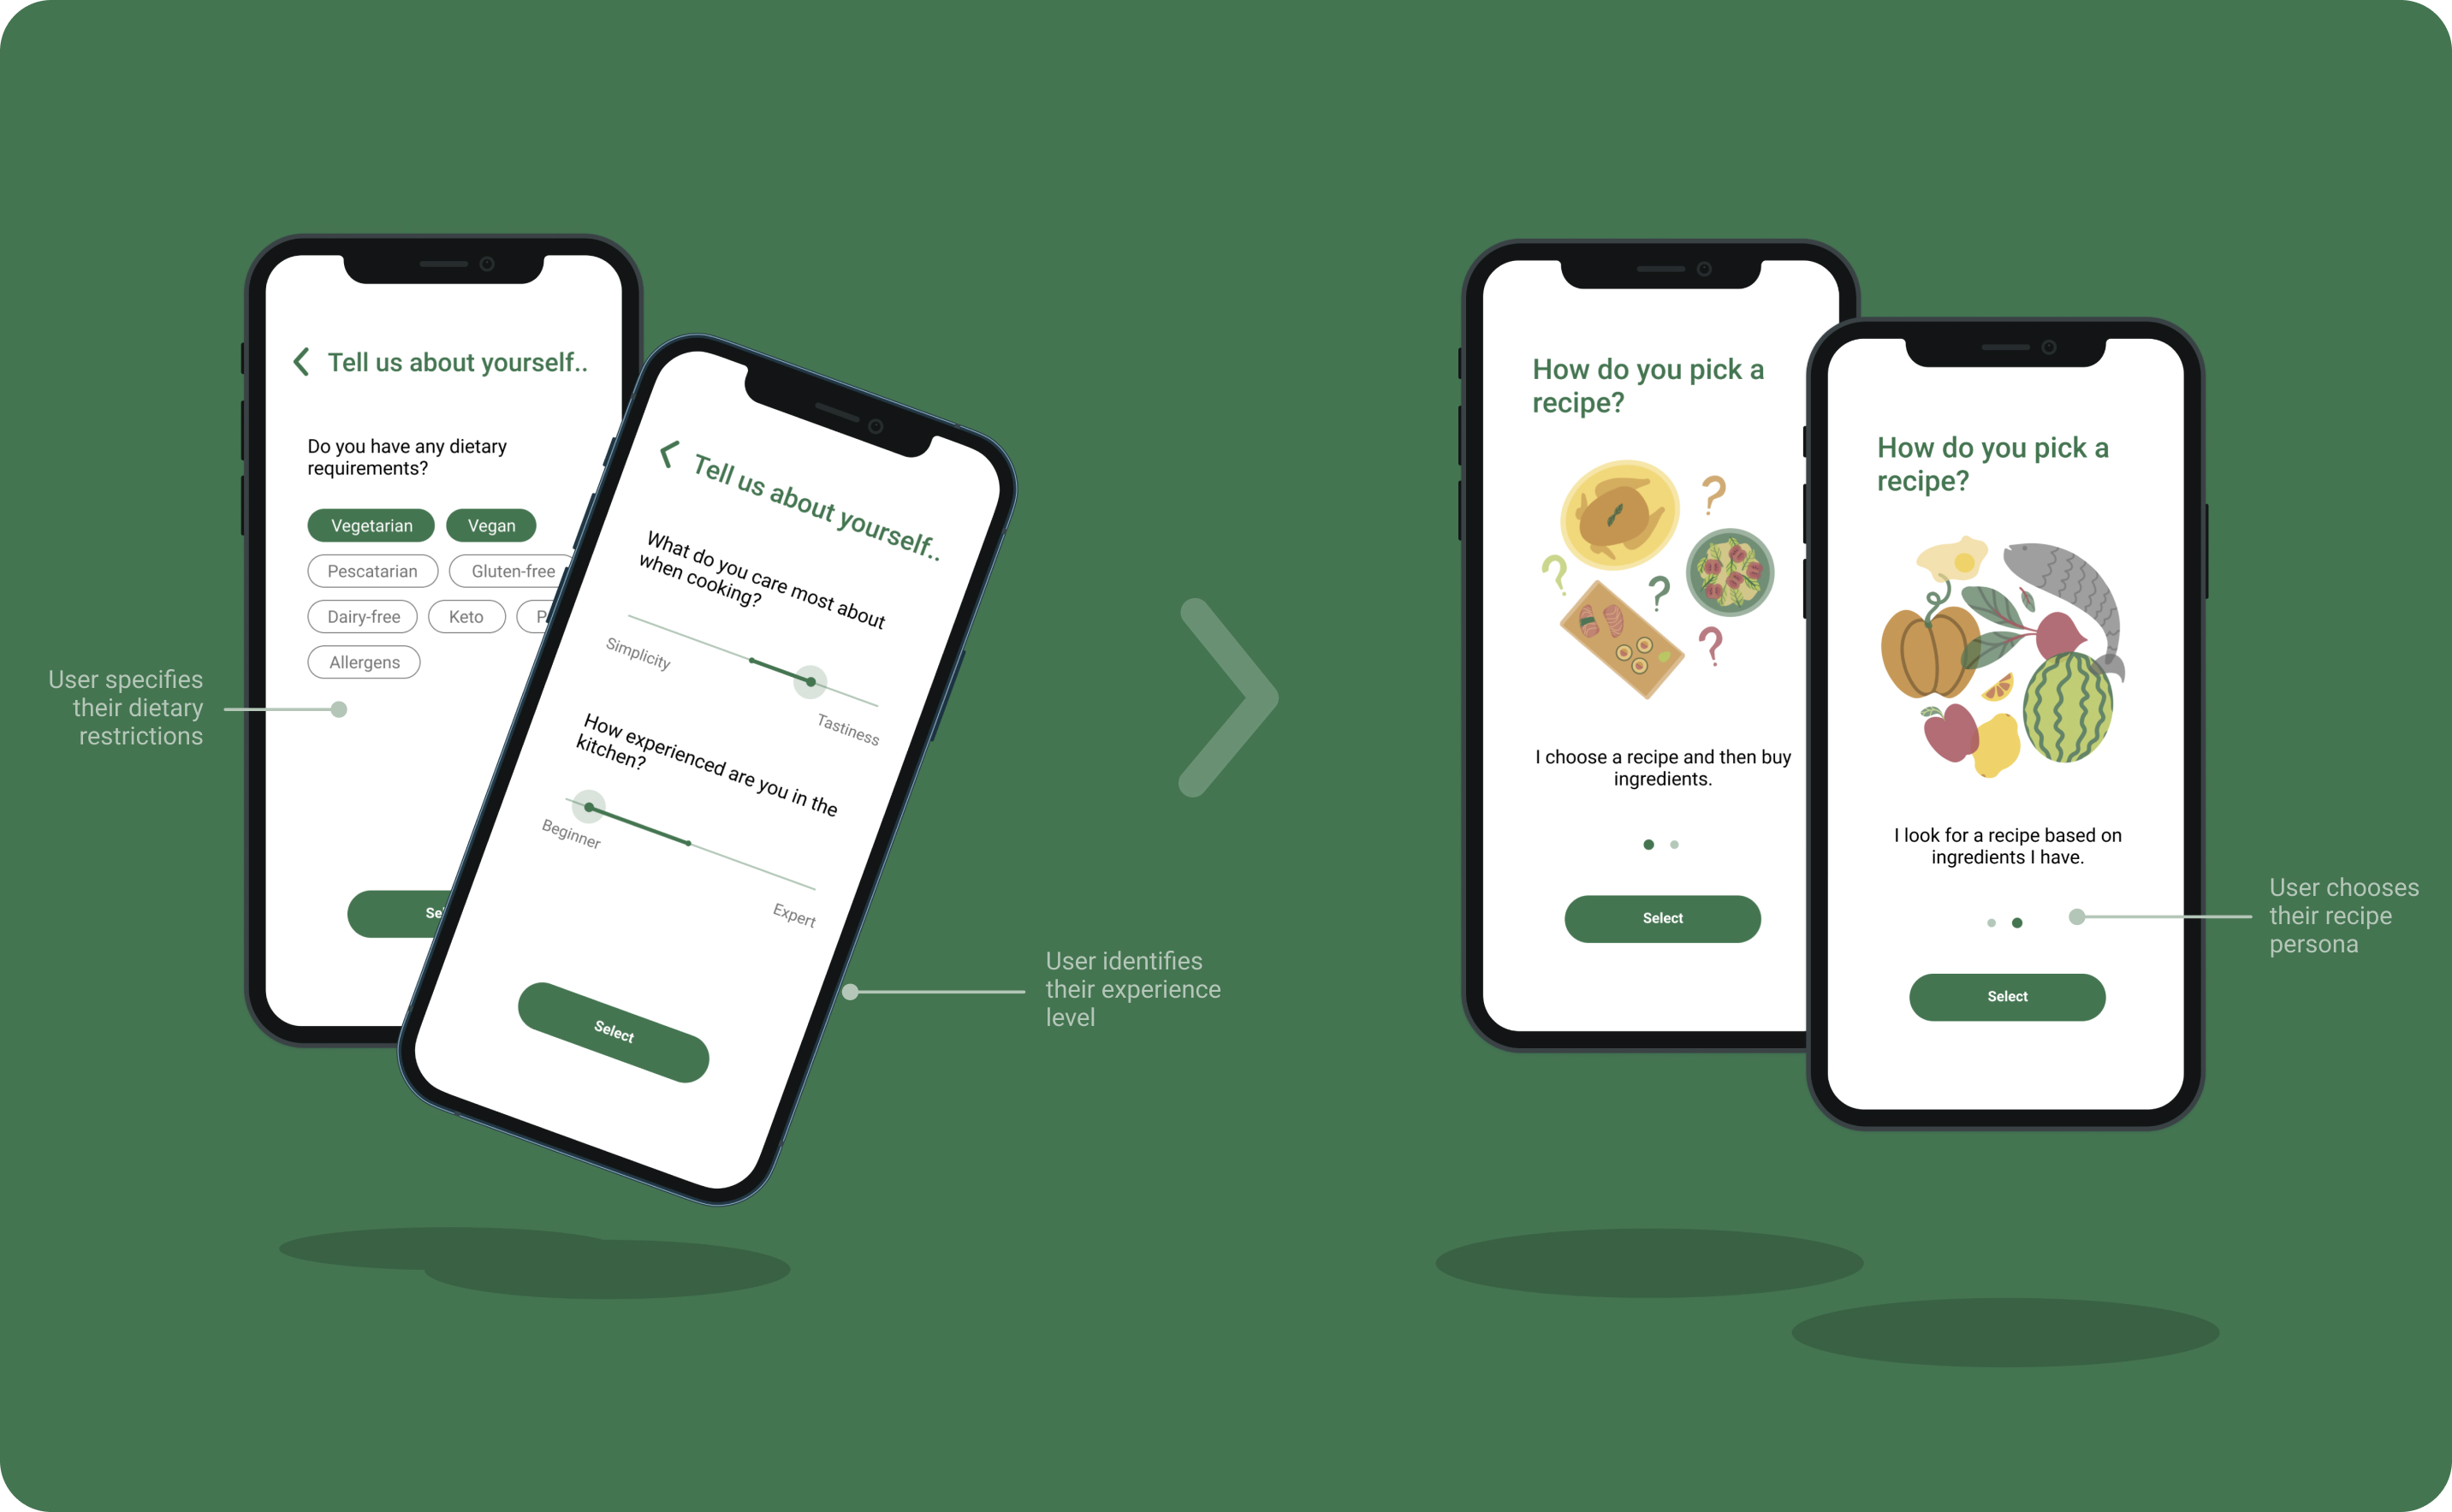 Tell us about yourself..
Do you have any dietary
requirements?
Vegetarian
Vegan
Pescatarian
Gluten-free
Dairy-free
Keto
Allergens
User specifies
their dietary
restrictions
Tell us about yourself..
What do you care most about
when cooking?
Simplicity
Tastiness
How experienced are you in the
kitchen?
Beginner
Expert
Select
User identifies
their experience
level
How do you pick a
recipe?
? ? ? ?
I choose a recipe and then buy
ingredients.
Select
How do you pick a
recipe?
I look for a recipe based on
ingredients I have.
Select
User chooses
their recipe
persona